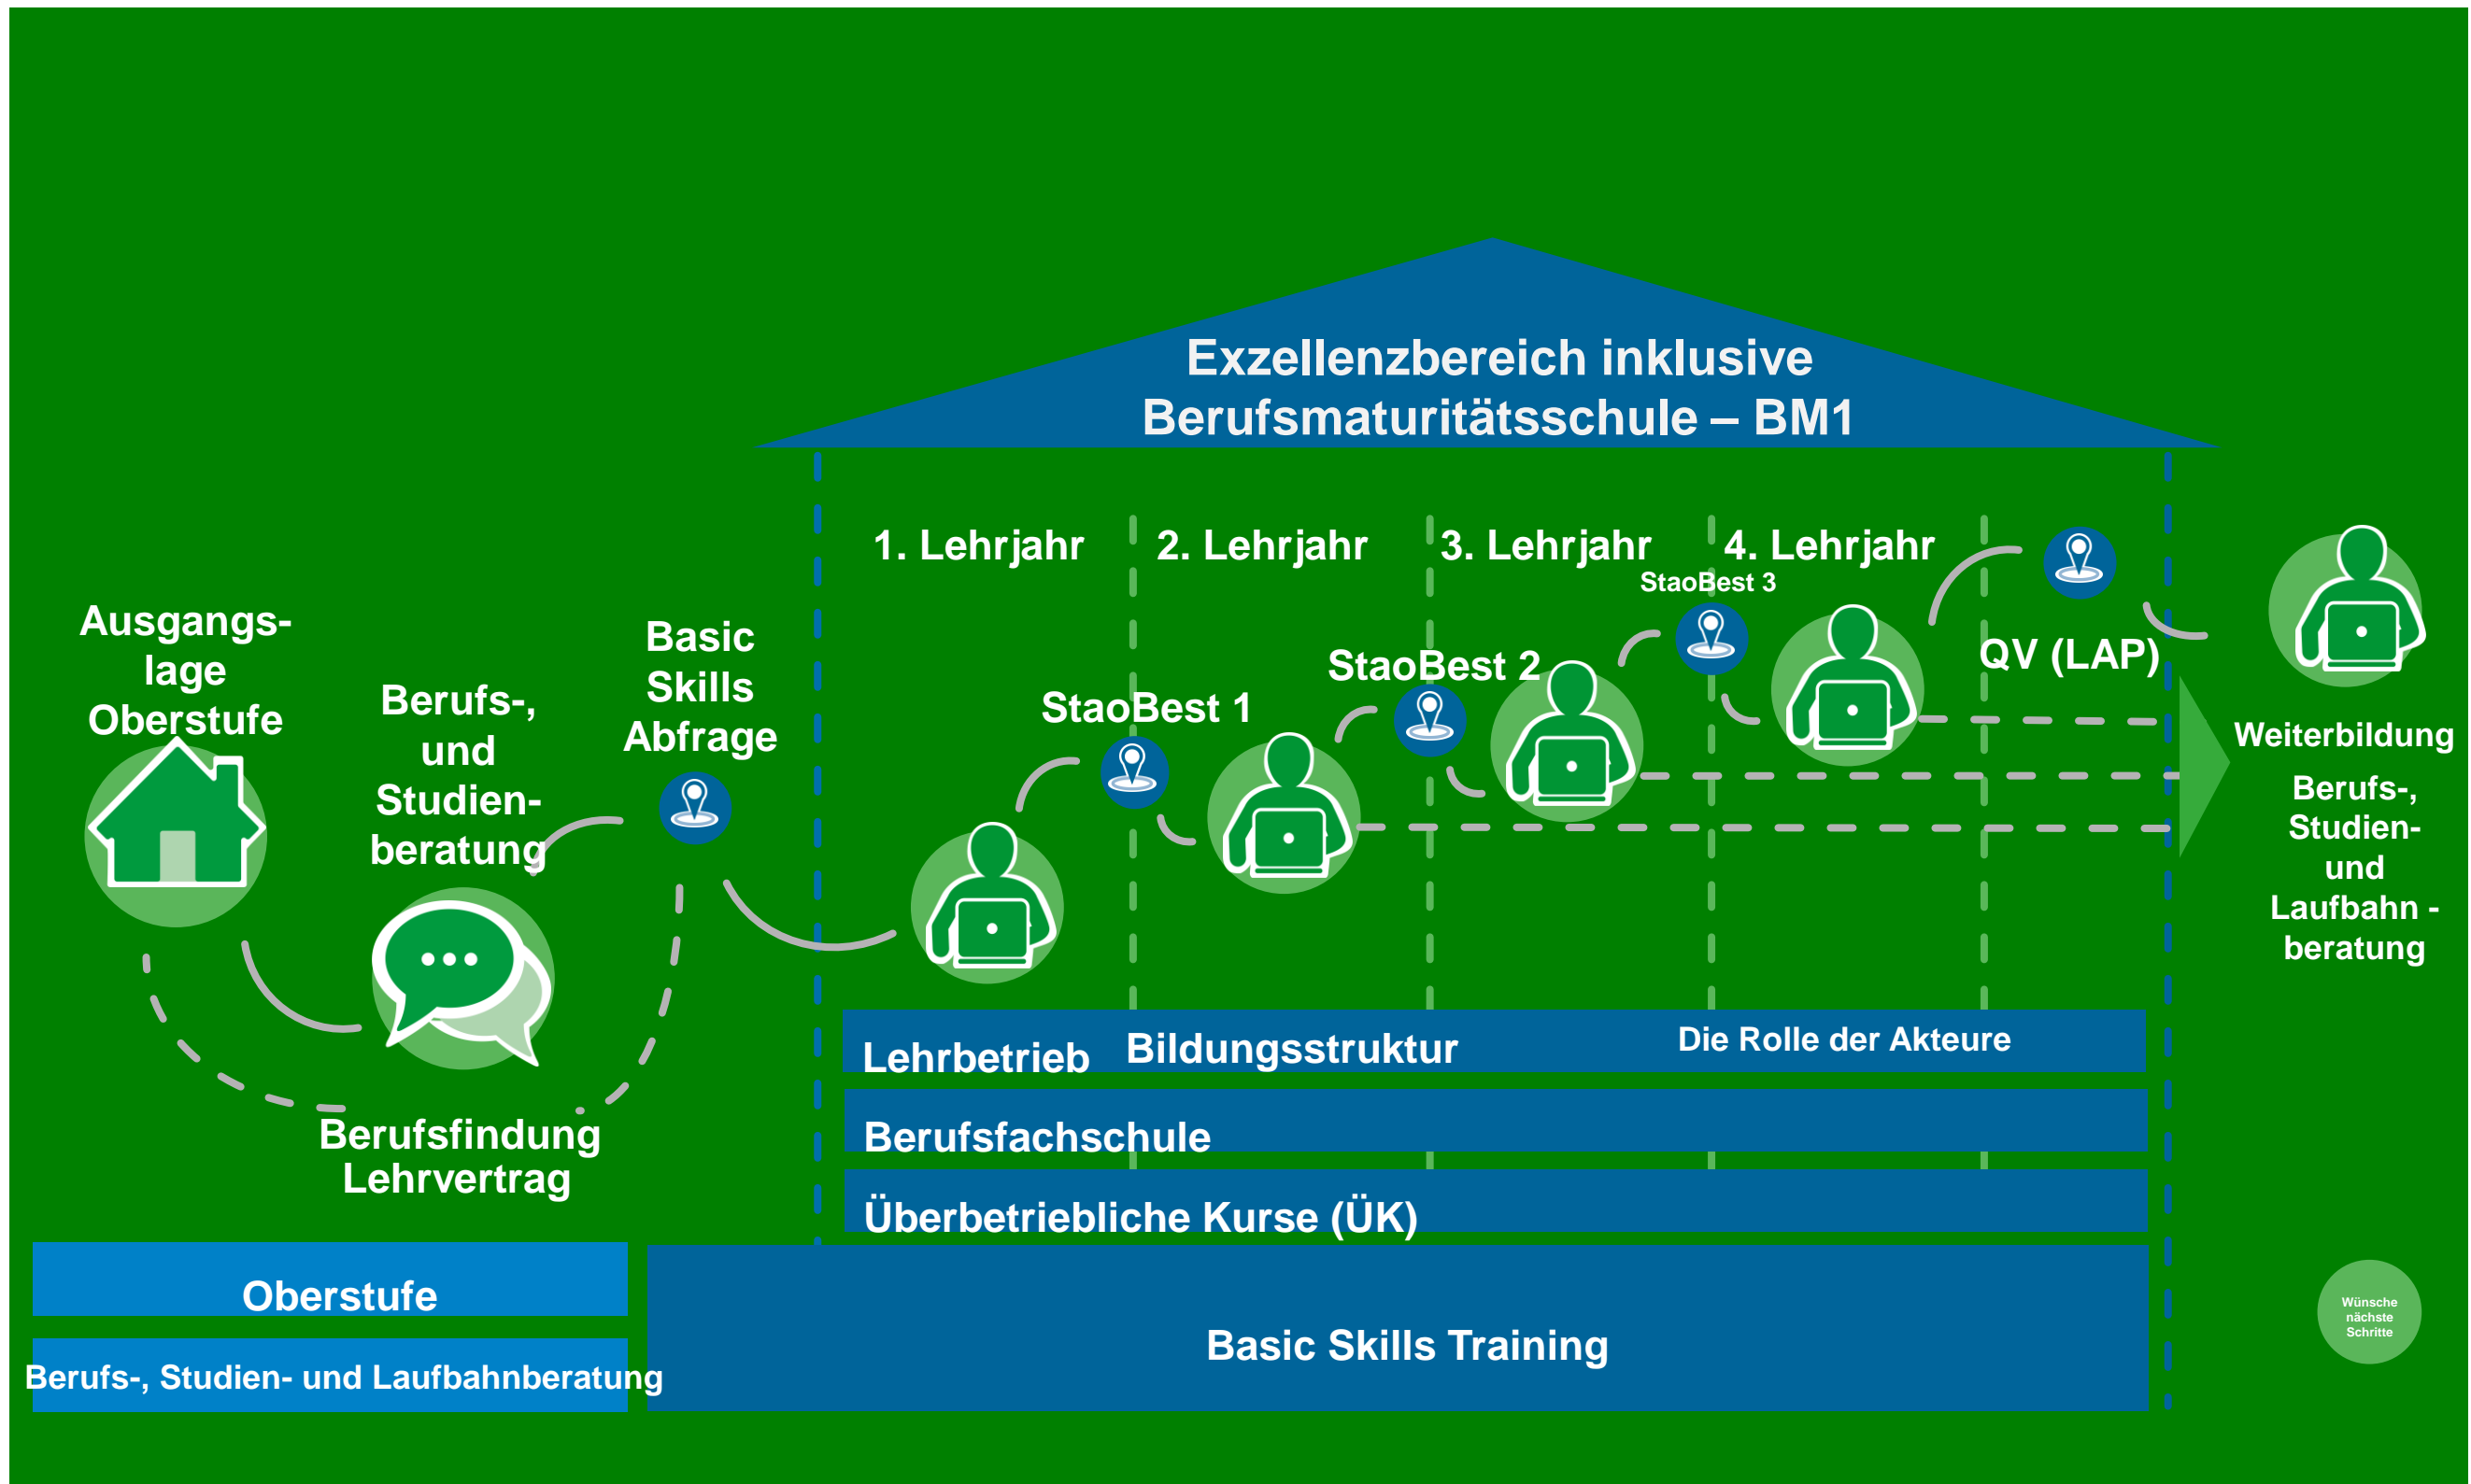 Exzellenzbereich inklusive
Berufsmaturitätsschule – BM1
1. Lehrjahr
2. Lehrjahr
3. Lehrjahr
4. Lehrjahr
StaoBest 3
Ausgangs-
lage
Oberstufe
Berufs-,
und
Studien-
beratung
Basic
Skills
Abfrage
StaoBest 1
StaoBest 2
QV (LAP)
Weiterbildung
Berufs-,
Studien-
und
Laufbahn -
beratung
Berufsfindung
Lehrvertrag
Lehrbetrieb
Bildungsstruktur
Die Rolle der Akteure
Berufsfachschule
Überbetriebliche Kurse (ÜK)
Oberstufe
Berufs-, Studien- und Laufbahnberatung
Basic Skills Training
Wünsche
nächste
Schritte